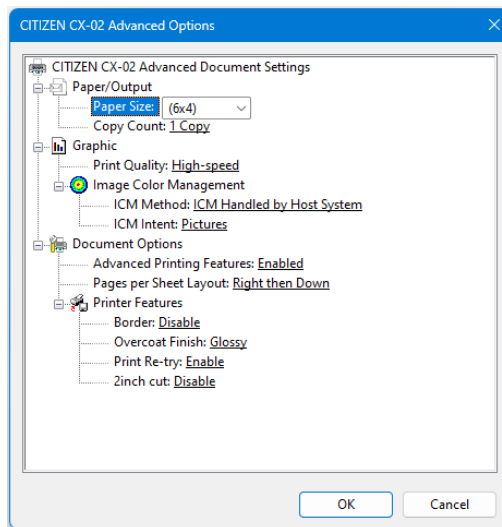 CITIZEN CX-02 Advanced Options
CITIZEN CX-02 Advanced Document Settings
Paper/Output
Paper Size: (6x4)
Copy Count: 1 Copy
Graphic
Print Quality: High-speed
Image Color Management
ICM Method: ICM Handled by Host System
ICM Intent: Pictures
Document Options
Advanced Printing Features: Enabled
Pages per Sheet Layout: Right then Down
Printer Features
Border: Disable
Overcoat Finish: Glossy
Print Re-try: Enable
2inch cut: Disable
OK Cancel